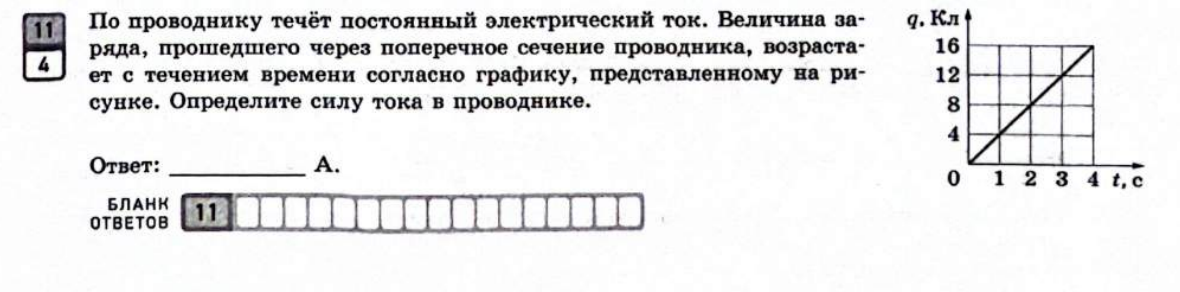 11
4
По проводнику течёт постоянный электрический ток. Величина за-
ряда, прошедшего через поперечное сечение проводника, возраста-
ет с течением времени согласно графику, представленному на ри-
сунке. Определите силу тока в проводнике.
Ответ: ____________ А.
БЛАНК
ОТВЕТОВ
11
q, Кл
16
12
8
4
0 1 2 3 4 t, с